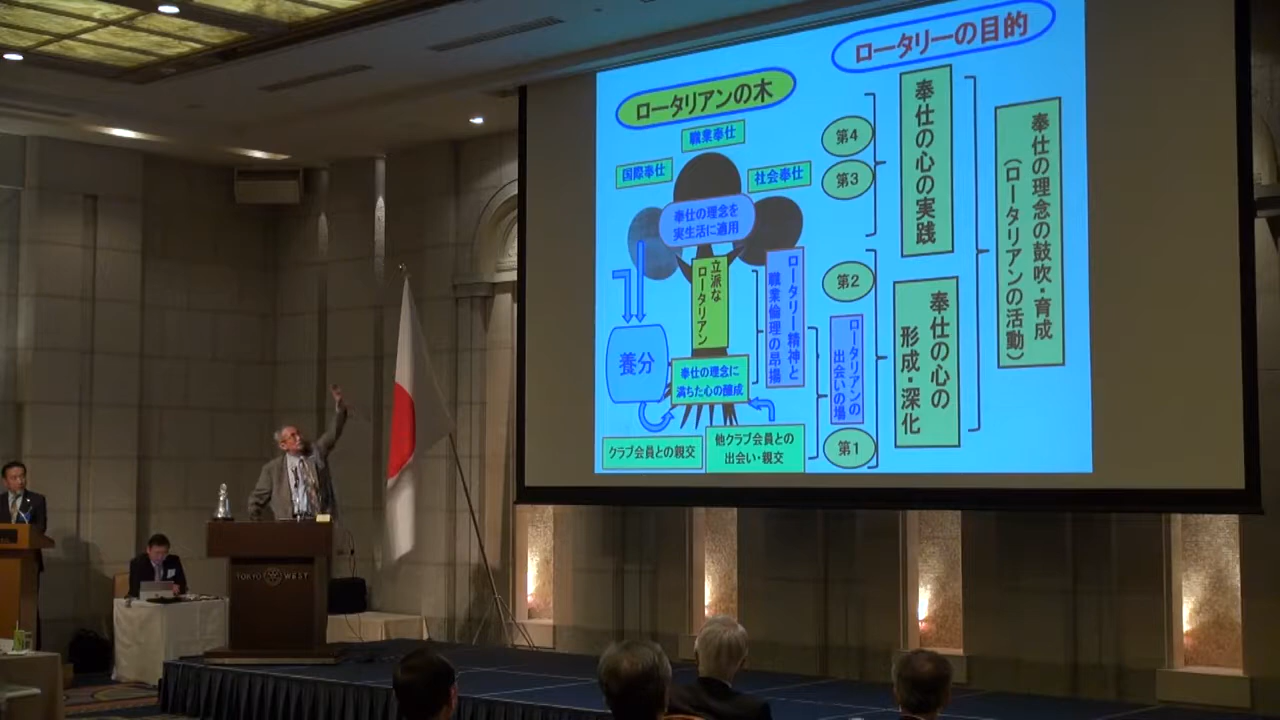 ロータリーの目的
ロータリアンの木
職業奉仕
国際奉仕
社会奉仕
奉仕の理念を
実生活に適用
立派な
ロータリアン
養分
奉仕の理念に
満ちた心の醸成
クラブ会員との親交
他クラブ会員との
出会い・親交
ロータリー精神と
職業倫理の昂揚
ロータリアンの
出会いの場
第4
第3
第2
第1
奉仕の心の実践
奉仕の心の
形成・深化
奉仕の理念の鼓吹・育成
（ロータリアンの活動）
TOKYO WEST